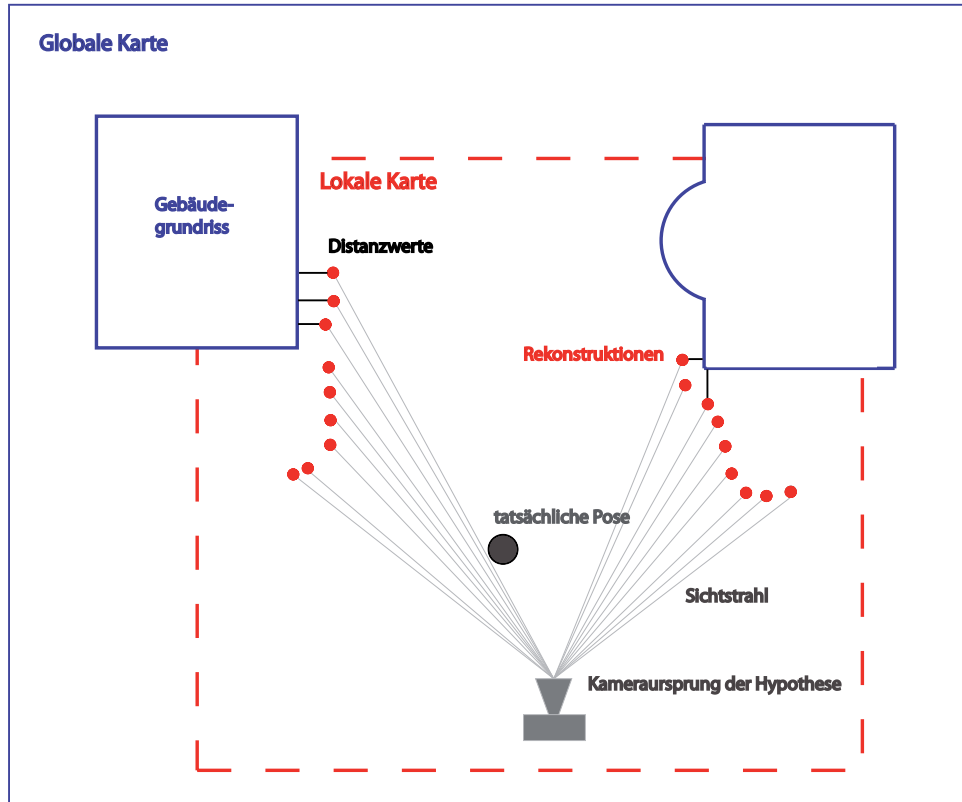 Globale Karte
Lokale Karte
Gebäude-
grundriss
Distanzwerte
Rekonstruktionen
tatsächliche Pose
Sichtstrahl
Kameraursprung der Hypothese